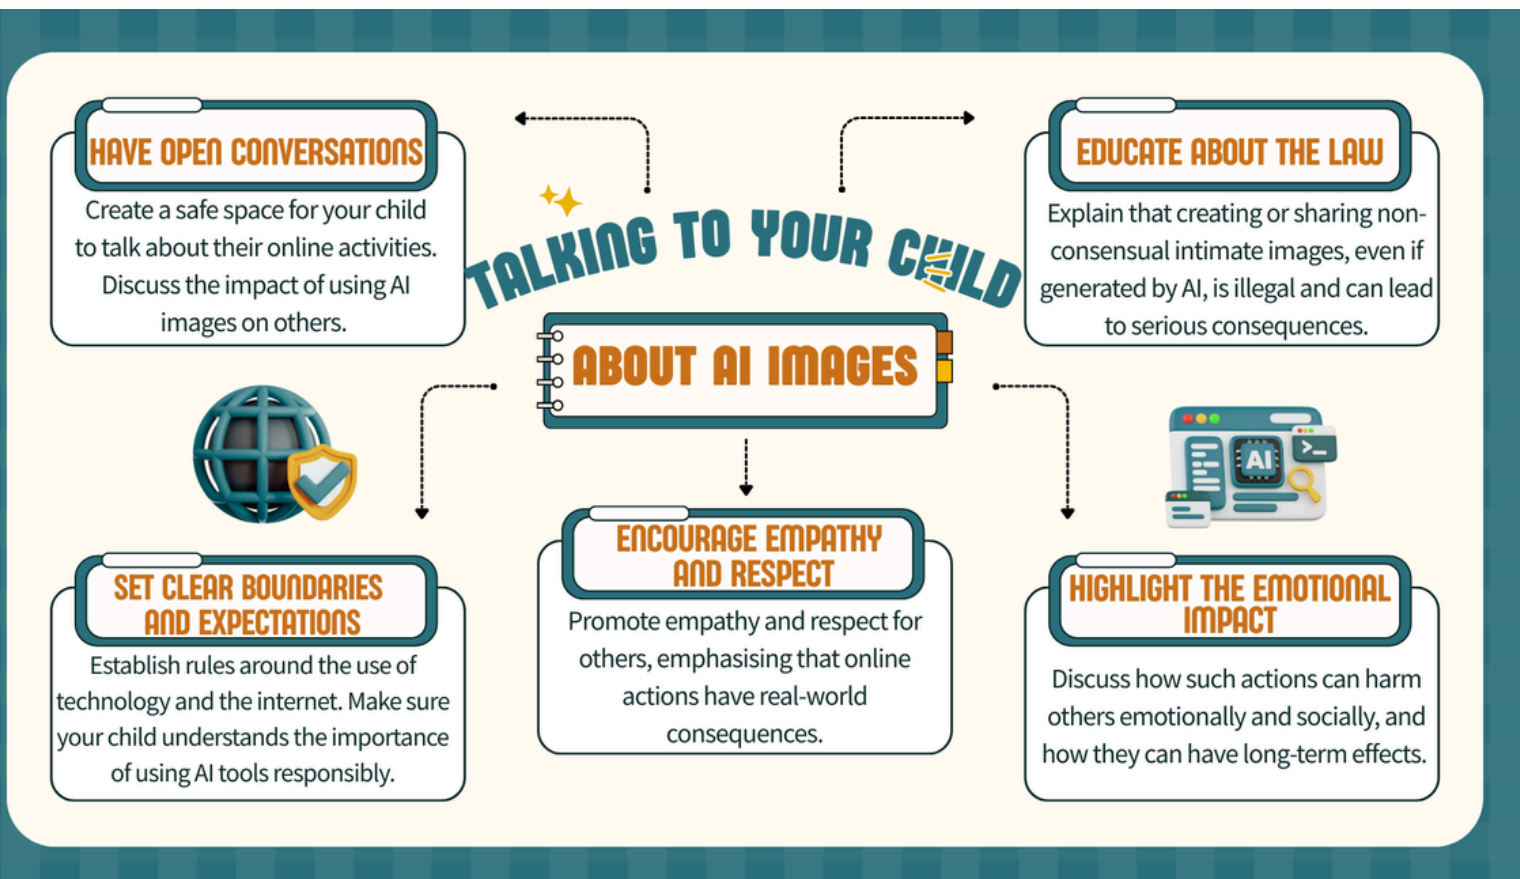 HAVE OPEN CONVERSATIONS
Create a safe space for your child
to talk about their online activities.
Discuss the impact of using AI
images on others.
TALKING TO YOUR CHILD
ABOUT AI IMAGES
EDUCATE ABOUT THE LAW
Explain that creating or sharing non-
consensual intimate images, even if
generated by AI, is illegal and can lead
to serious consequences.
AI
>_
SET CLEAR BOUNDARIES
AND EXPECTATIONS
Establish rules around the use of
technology and the internet. Make sure
your child understands the importance
of using AI tools responsibly.
ENCOURAGE EMPATHY
AND RESPECT
Promote empathy and respect for
others, emphasising that online
actions have real-world
consequences.
HIGHLIGHT THE EMOTIONAL
IMPACT
Discuss how such actions can harm
others emotionally and socially, and
how they can have long-term effects.